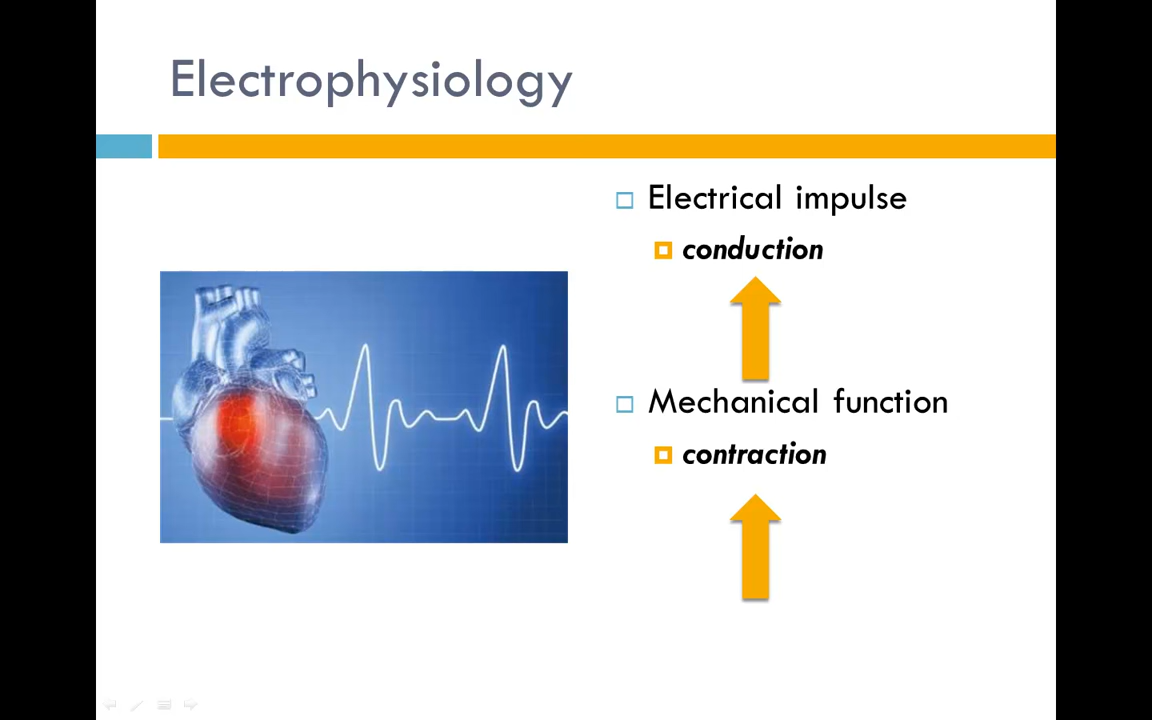 Electrophysiology
Electrical impulse
conduction
Mechanical function
contraction